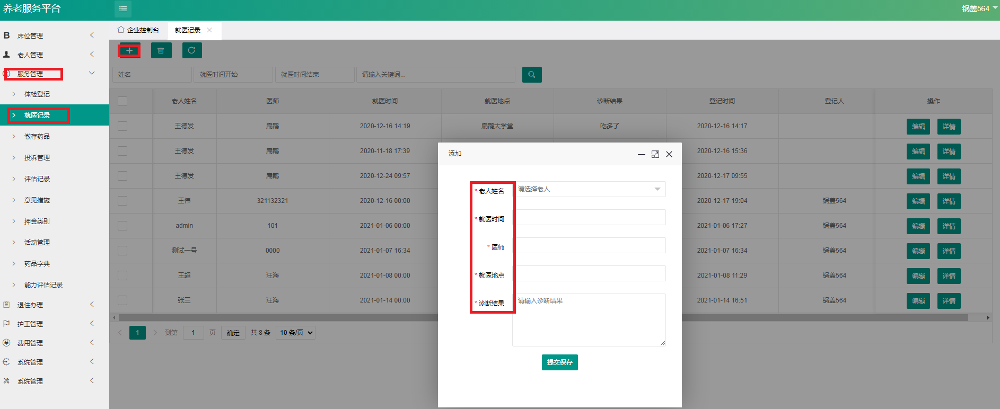 养老服务平台
锅盖564
企业控制台
就医记录
B 床位管理
老人管理
服务管理
体检登记
就医记录
缴存药品
投诉管理
评估记录
意见措施
押金类别
活动管理
药品字典
能力评估记录
退住办理
护工管理
费用管理
系统管理
系统管理
姓名 就医时间开始 就医时间结束 请输入关键词...
老人姓名 医师 就医时间 就医地点 诊断结果 登记时间 登记人 操作
王德发 扁鹊 2020-12-16 14:19 扁鹊大学堂 吃多了 2020-12-16 14:17 编辑 详情
王德发 扁鹊 2020-11-18 17:39 2020-12-16 15:36 编辑 详情
王德发 扁鹊 2020-12-24 09:57 2020-12-17 09:55 编辑 详情
王伟 321132321 2020-12-16 00:00 2020-12-17 19:04 锅盖564 编辑 详情
admin 101 2021-01-06 00:00 2021-01-06 17:27 锅盖564 编辑 详情
测试一号 0000 2021-01-07 16:34 2021-01-07 16:34 锅盖564 编辑 详情
王超 汪海 2021-01-08 00:00 2021-01-08 11:29 锅盖564 编辑 详情
张三 汪海 2021-01-14 00:00 2021-01-14 16:51 锅盖564 编辑 详情
1 到第 1 页 确定 共 8 条 10 条/页
添加
* 老人姓名 请选择老人
* 就医时间
* 医师
* 就医地点
* 诊断结果 请输入诊断结果
提交保存